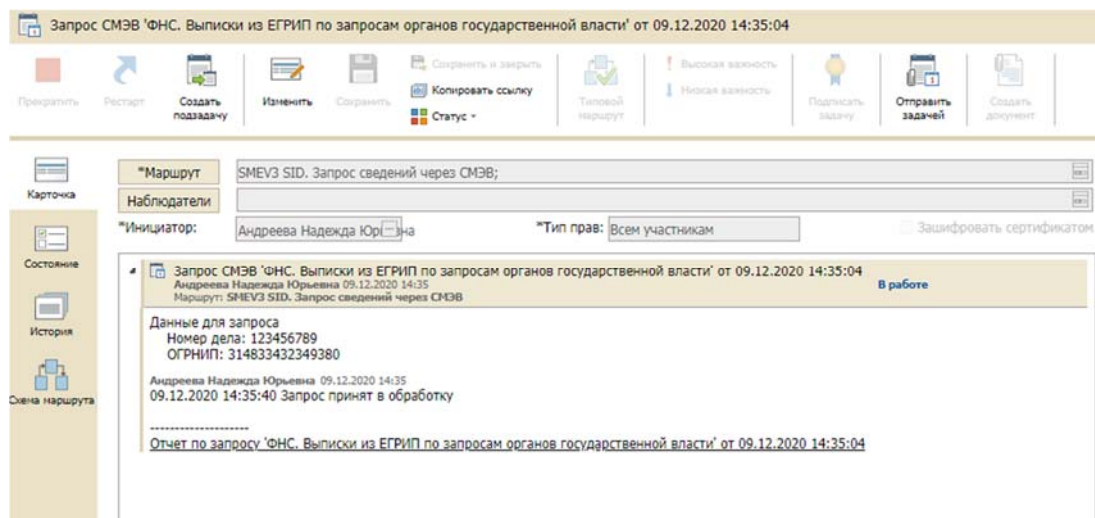 Запрос СМЭВ 'ФНС. Выписки из ЕГРИП по запросам органов государственной власти' от 09.12.2020 14:35:04
Прекратить
Рестарт
Создать подзадачу
Изменить
Сохранить
Сохранить и закрыть
Копировать ссылку
Статус
Типовой маршрут
Высокая важность
Низкая важность
Подписать задачу
Отправить задачей
Создать документ
Карточка
Состояние
История
Схема маршрута
*Маршрут
SMEV3 SID. Запрос сведений через СМЭВ;
Наблюдатели
*Инициатор:
Андреева Надежда Юрьевна
*Тип прав:
Всем участникам
Зашифровать сертификатом
Запрос СМЭВ 'ФНС. Выписки из ЕГРИП по запросам органов государственной власти' от 09.12.2020 14:35:04
Андреева Надежда Юрьевна 09.12.2020 14:35
В работе
Маршрут: SMEV3 SID. Запрос сведений через СМЭВ
Данные для запроса
Номер дела: 123456789
ОГРНИП: 314833432349380
Андреева Надежда Юрьевна 09.12.2020 14:35
09.12.2020 14:35:40 Запрос принят в обработку
--------------------
Отчет по запросу 'ФНС. Выписки из ЕГРИП по запросам органов государственной власти' от 09.12.2020 14:35:04